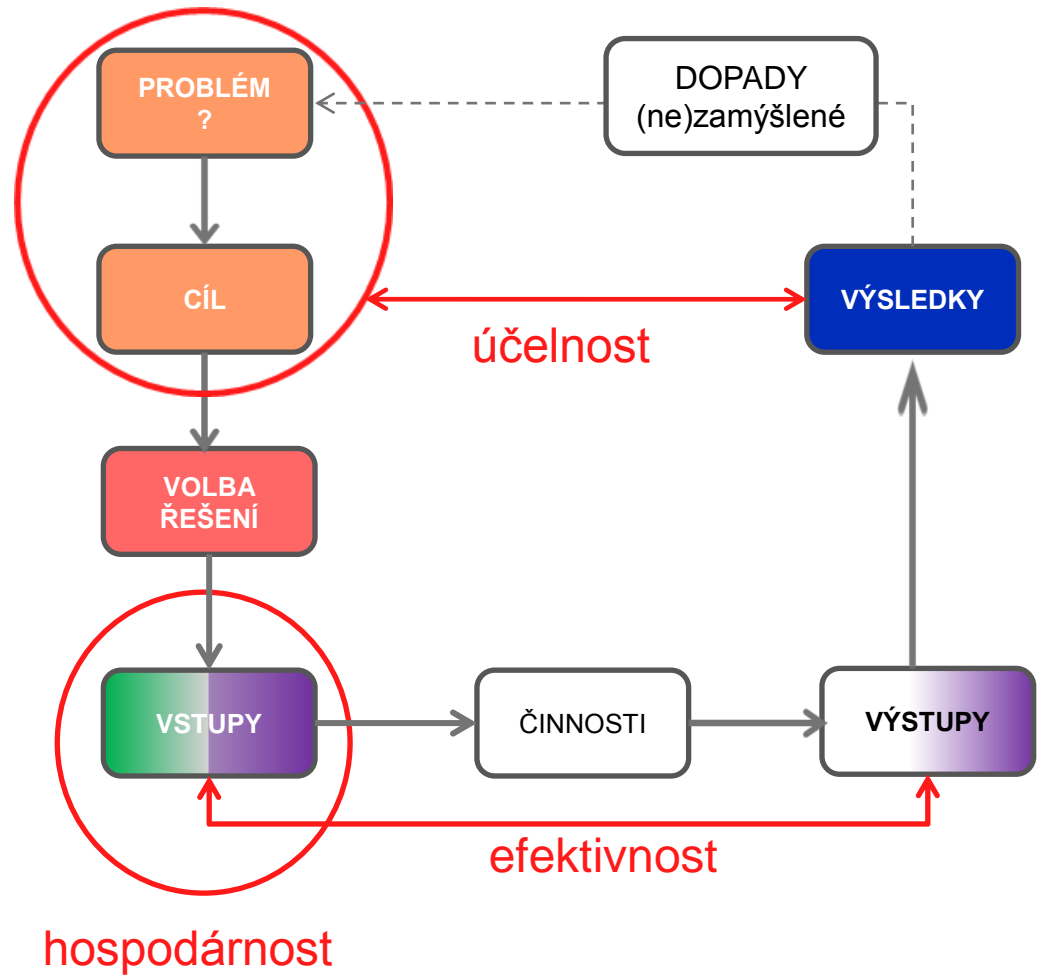 PROBLÉM
?
DOPADY
(ne)zamýšlené
CÍL
VÝSLEDKY
účelnost
VOLBA
ŘEŠENÍ
VSTUPY
ČINNOSTI
VÝSTUPY
efektivnost
hospodárnost